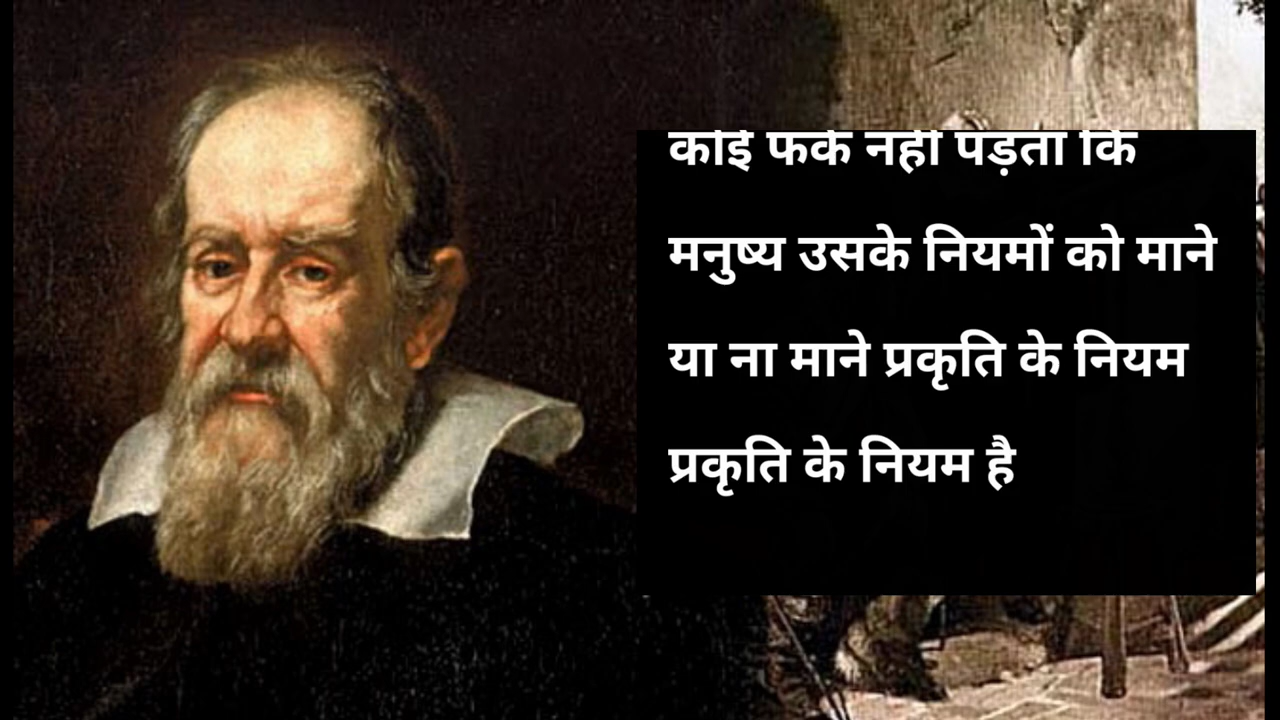 कोई फर्क नहीं पड़ता कि
मनुष्य उसके नियमों को माने
या ना माने प्रकृति के नियम
प्रकृति के नियम है